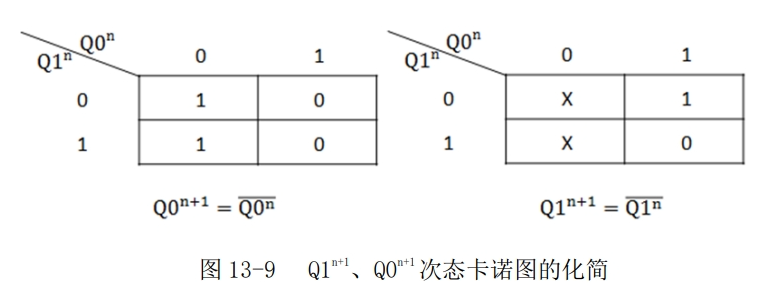 Q0ⁿ Q0ⁿ
Q1ⁿ 0 1 Q1ⁿ 0 1
0 1 0 0 X 1
1 1 0 1 X 0
Q0ⁿ⁺¹ = Q̅0̅ⁿ̅ Q1ⁿ⁺¹ = Q̅1̅ⁿ̅
图 13-9 Q1ⁿ⁺¹、Q0ⁿ⁺¹次态卡诺图的化简